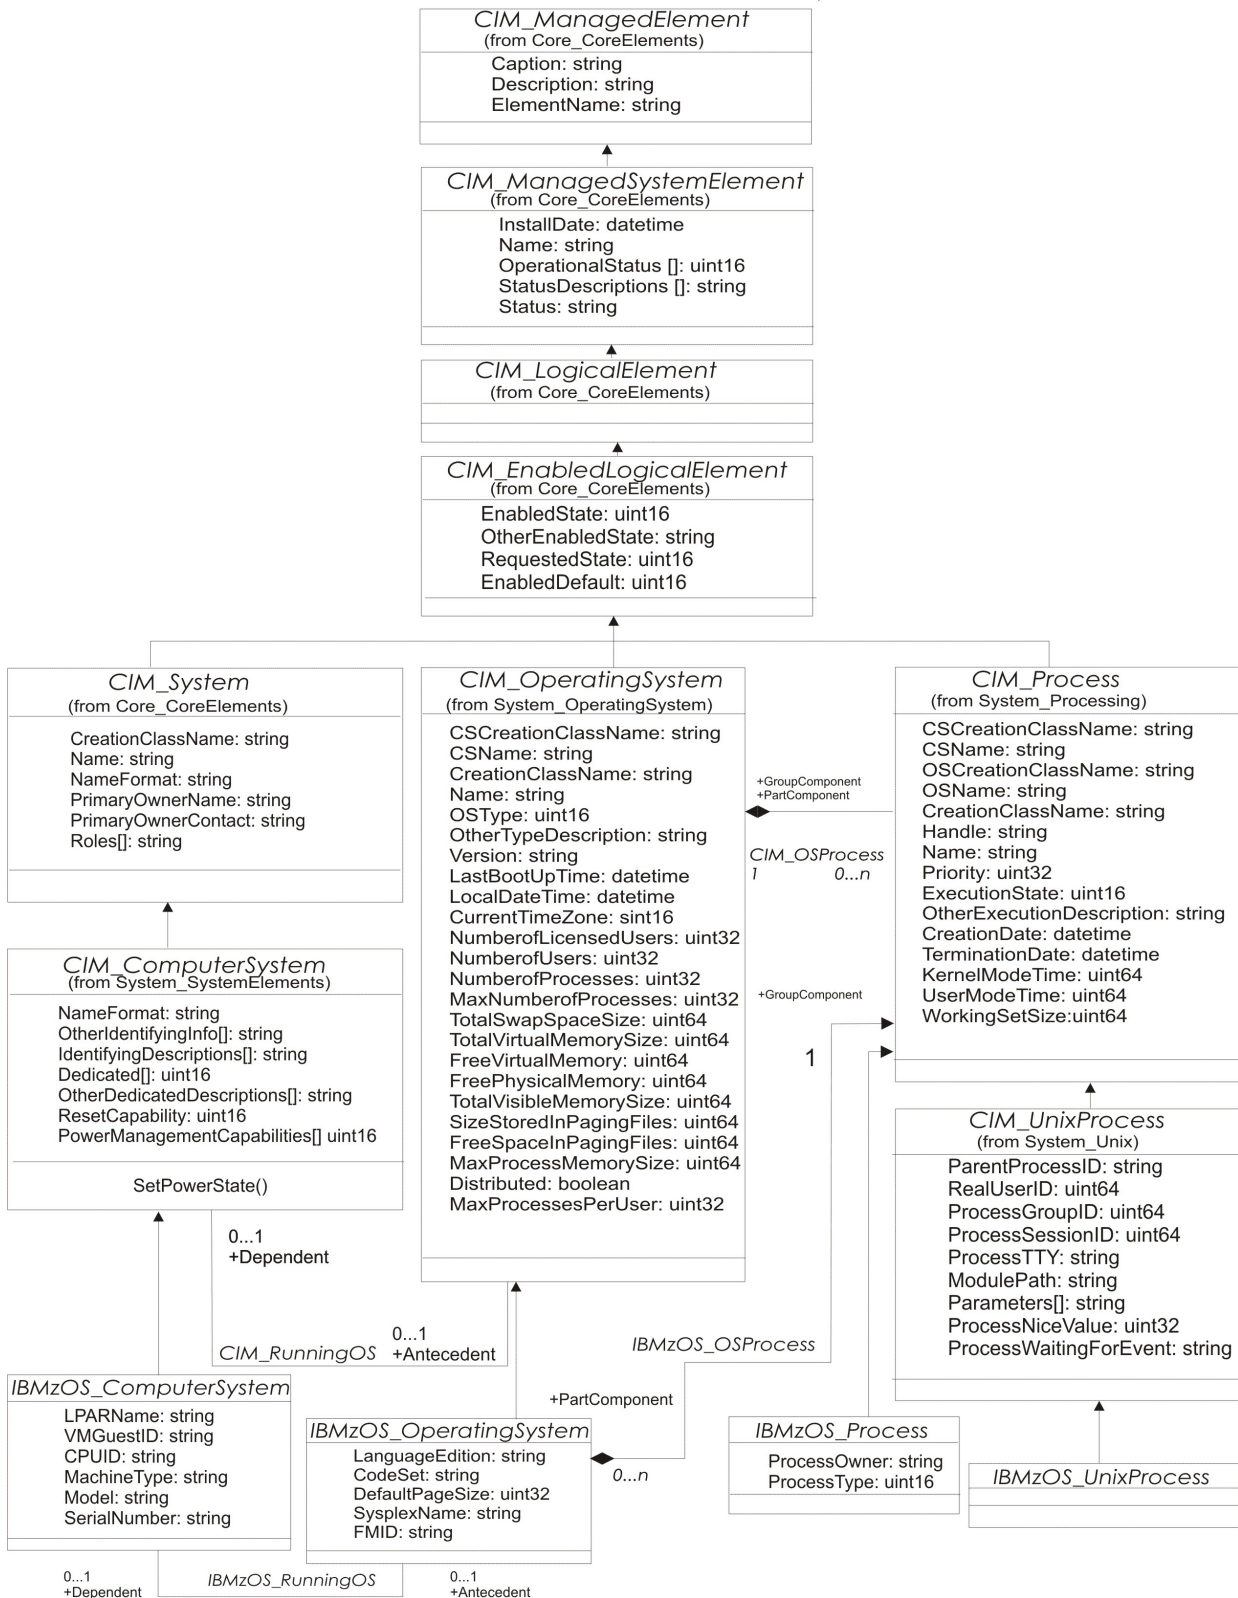 CIM_ManagedElement
(from Core_CoreElements)
Caption: string
Description: string
ElementName: string
CIM_ManagedSystemElement
(from Core_CoreElements)
InstallDate: datetime
Name: string
OperationalStatus []: uint16
StatusDescriptions []: string
Status: string
CIM_LogicalElement
(from Core_CoreElements)
CIM_EnabledLogicalElement
(from Core_CoreElements)
EnabledState: uint16
OtherEnabledState: string
RequestedState: uint16
EnabledDefault: uint16
CIM_System
(from Core_CoreElements)
CreationClassName: string
Name: string
NameFormat: string
PrimaryOwnerName: string
PrimaryOwnerContact: string
Roles[]: string
CIM_ComputerSystem
(from System_SystemElements)
NameFormat: string
OtherIdentifyingInfo[]: string
IdentifyingDescriptions[]: string
Dedicated[]: uint16
OtherDedicatedDescriptions[]: string
ResetCapability: uint16
PowerManagementCapabilities[] uint16
SetPowerState()
0...1
+Dependent
CIM_RunningOS
0...1
+Antecedent
CIM_OperatingSystem
(from System_OperatingSystem)
CSCreationClassName: string
CSName: string
CreationClassName: string
Name: string
OSType: uint16
OtherTypeDescription: string
Version: string
LastBootUpTime: datetime
LocalDateTime: datetime
CurrentTimeZone: sint16
NumberofLicensedUsers: uint32
NumberofUsers: uint32
NumberofProcesses: uint32
MaxNumberofProcesses: uint32
TotalSwapSpaceSize: uint64
TotalVirtualMemorySize: uint64
FreeVirtualMemory: uint64
FreePhysicalMemory: uint64
TotalVisibleMemorySize: uint64
SizeStoredInPagingFiles: uint64
FreeSpaceInPagingFiles: uint64
MaxProcessMemorySize: uint64
Distributed: boolean
MaxProcessesPerUser: uint32
+GroupComponent
+PartComponent
CIM_OSProcess
1 0...n
+GroupComponent
1
CIM_Process
(from System_Processing)
CSCreationClassName: string
CSName: string
OSCreationClassName: string
OSName: string
CreationClassName: string
Handle: string
Name: string
Priority: uint32
ExecutionState: uint16
OtherExecutionDescription: string
CreationDate: datetime
TerminationDate: datetime
KernelModeTime: uint64
UserModeTime: uint64
WorkingSetSize:uint64
CIM_UnixProcess
(from System_Unix)
ParentProcessID: string
RealUserID: uint64
ProcessGroupID: uint64
ProcessSessionID: uint64
ProcessTTY: string
ModulePath: string
Parameters[]: string
ProcessNiceValue: uint32
ProcessWaitingForEvent: string
IBMzOS_OSProcess
+PartComponent
0...n
IBMzOS_ComputerSystem
LPARName: string
VMGuestID: string
CPUID: string
MachineType: string
Model: string
SerialNumber: string
IBMzOS_OperatingSystem
LanguageEdition: string
CodeSet: string
DefaultPageSize: uint32
SysplexName: string
FMID: string
IBMzOS_Process
ProcessOwner: string
ProcessType: uint16
IBMzOS_UnixProcess
0...1
+Dependent
IBMzOS_RunningOS
0...1
+Antecedent